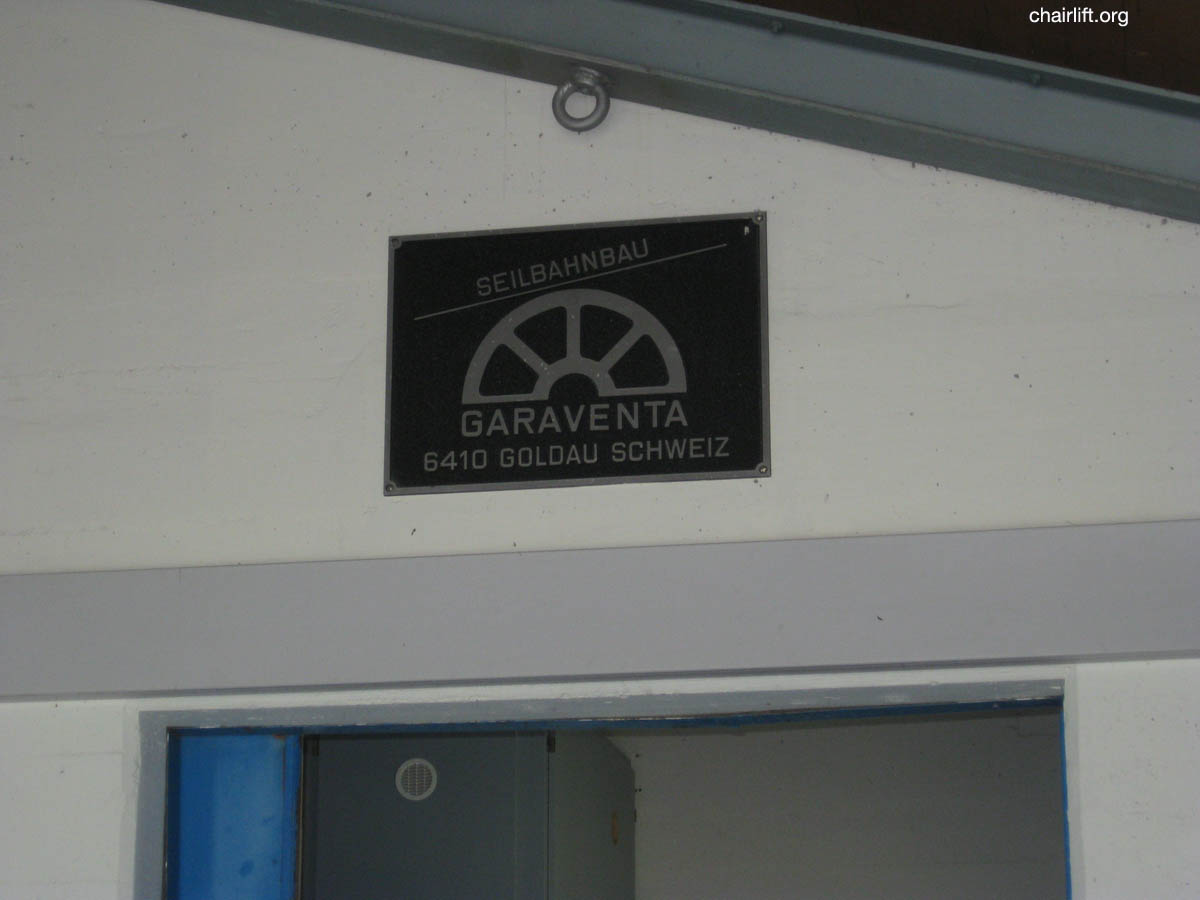 chairlift.org
SEILBAHNBAU
GARAVENTA
6410 GOLDAU SCHWEIZ